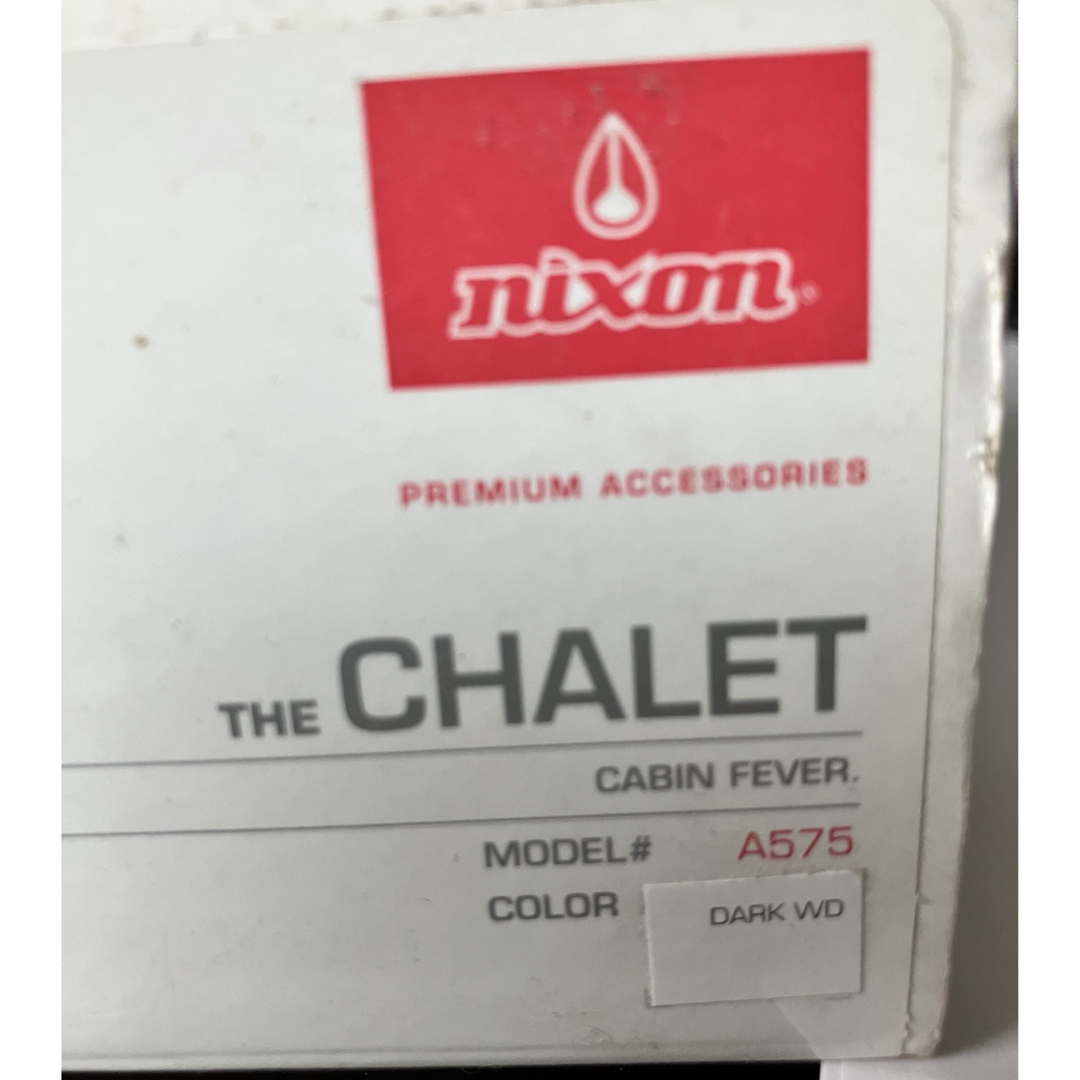 nixon
PREMIUM ACCESSORIES
THE CHALET
CABIN FEVER.
MODEL# A575
COLOR DARK WD